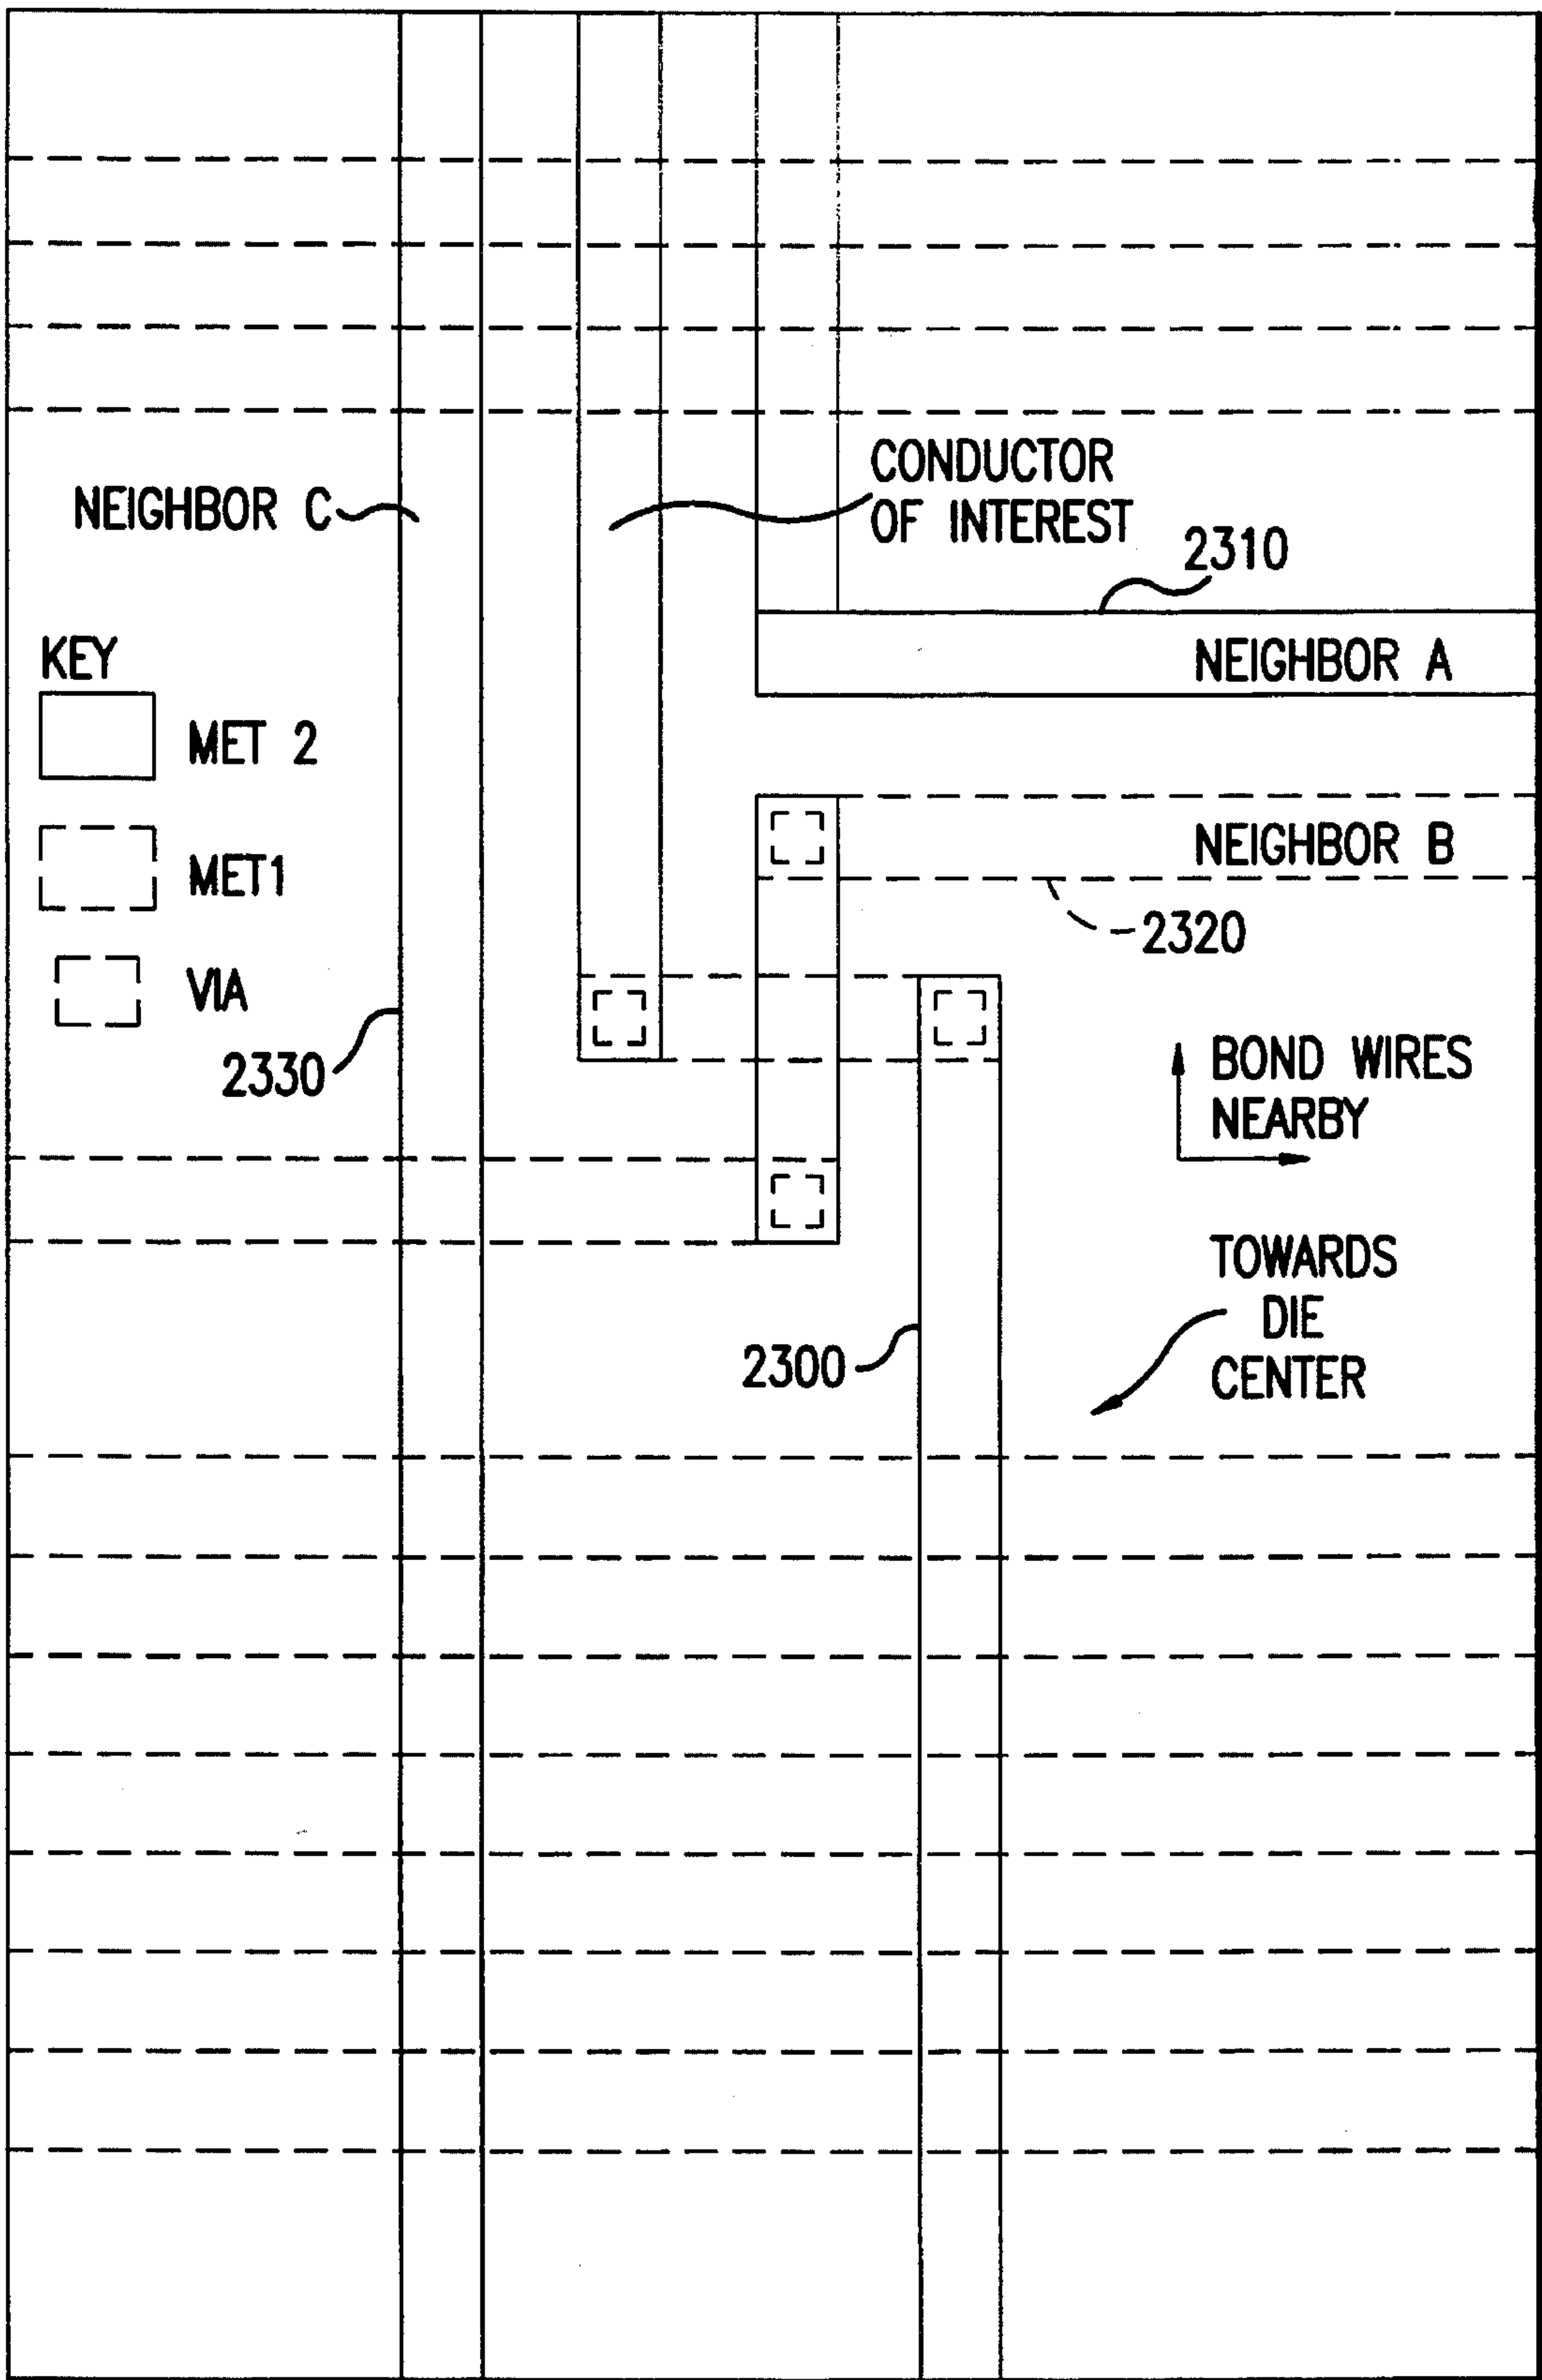 CONDUCTOR
OF INTEREST
NEIGHBOR C
2310
NEIGHBOR A
KEY
MET 2
MET1
VIA
NEIGHBOR B
2320
2330
BOND WIRES
NEARBY
TOWARDS
DIE
CENTER
2300